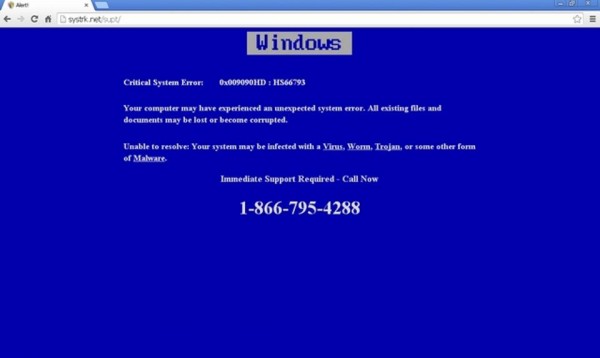 Alert!
systrk.net/supt/
Windows
Critical System Error: 0x009090HD : HS66793
Your computer may have experienced an unexpected system error. All existing files and
documents may be lost or become corrupted.
Unable to resolve: Your system may be infected with a Virus, Worm, Trojan, or some other form
of Malware.
Immediate Support Required - Call Now
1-866-795-4288